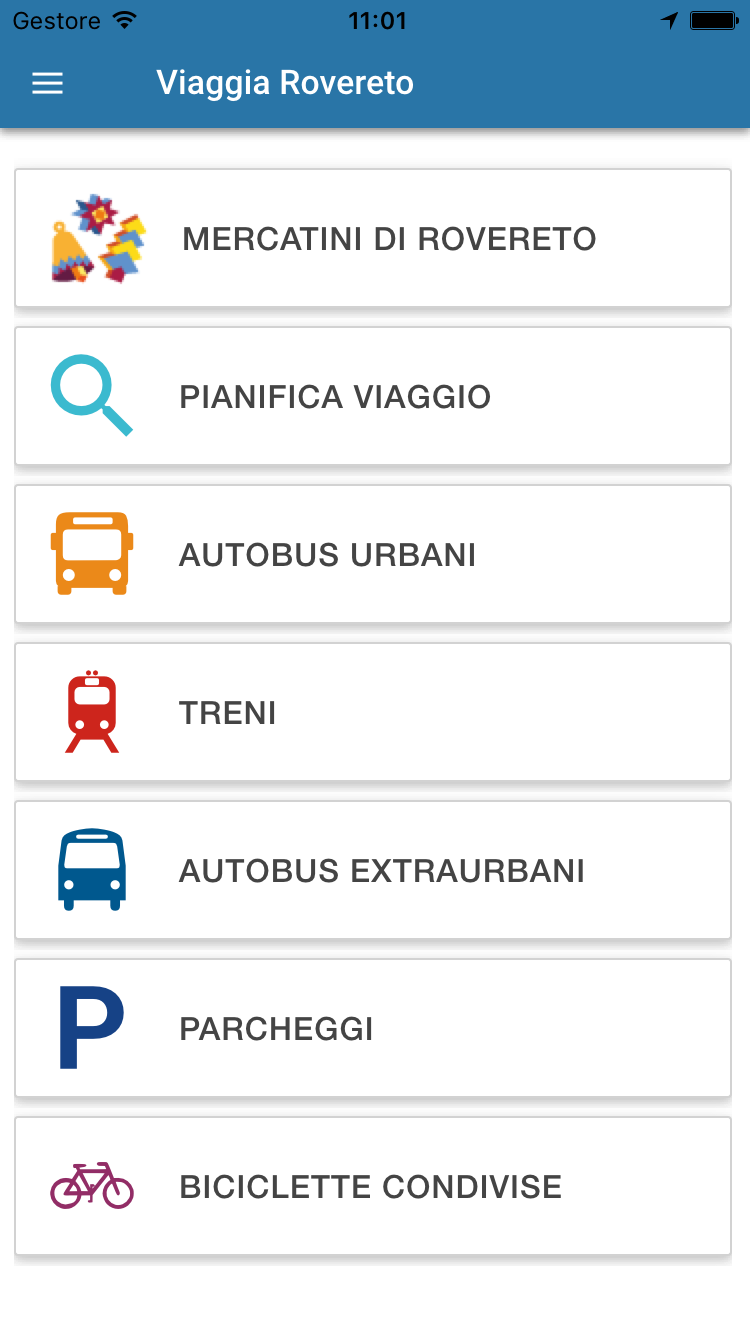 Gestore 11:01
Viaggia Rovereto
MERCATINI DI ROVERETO
PIANIFICA VIAGGIO
AUTOBUS URBANI
TRENI
AUTOBUS EXTRAURBANI
P PARCHEGGI
BICICLETTE CONDIVISE